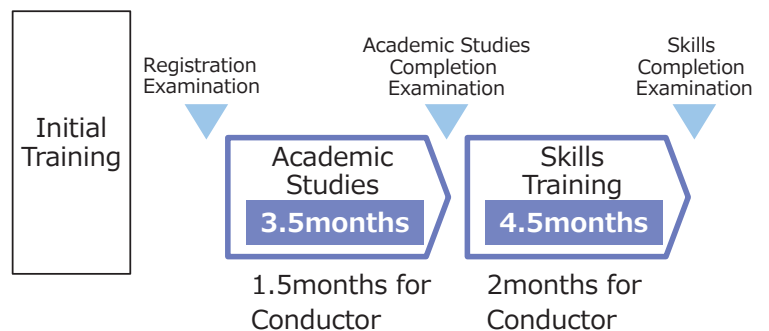 Initial
Training
Registration
Examination
Academic Studies
Completion
Examination
Skills
Completion
Examination
Academic
Studies
3.5months
Skills
Training
4.5months
1.5months for
Conductor
2months for
Conductor